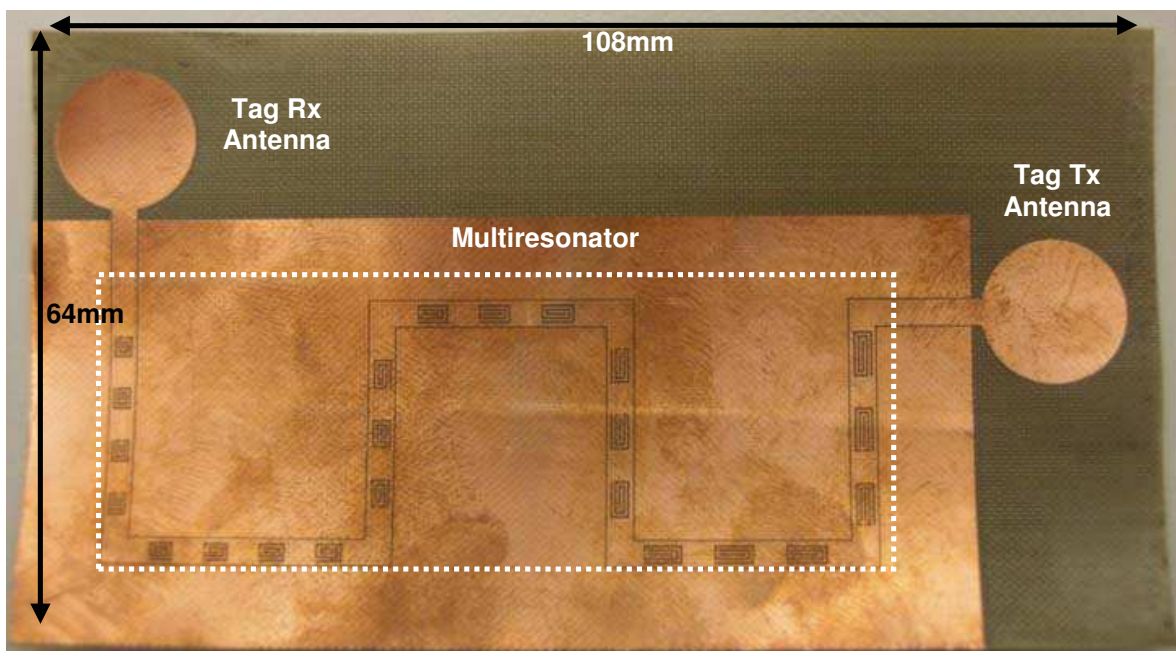 108mm
Tag Rx
Antenna
Tag Tx
Antenna
Multiresonator
64mm